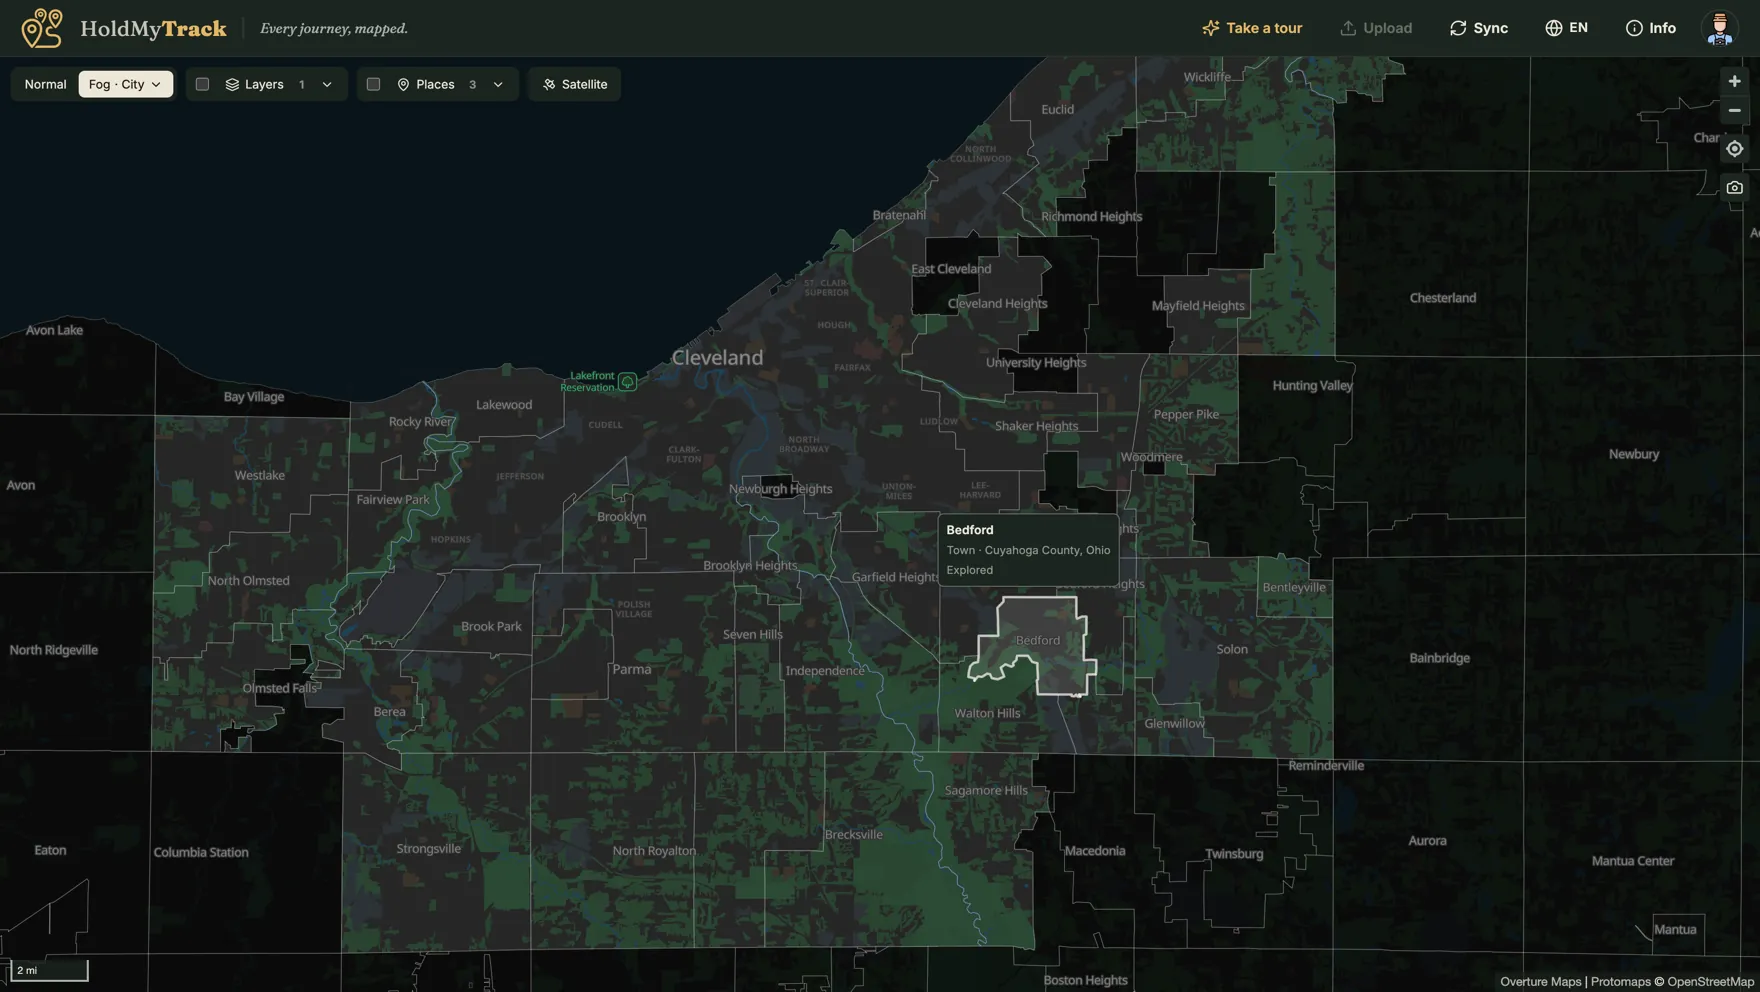 HoldMyTrack
Every journey, mapped.
Take a tour
Upload
Sync
EN
Info
Normal
Fog · City
Layers 1
Places 3
Satellite
Wickliffe
Euclid
NORTH
COLLINWOOD
Richmond Heights
Bratenahl
East Cleveland
Cleveland Heights
Mayfield Heights
Chesterland
ST. CLAIR-
SUPERIOR
HOUGH
Avon Lake
Cleveland
FAIRFAX
University Heights
Lakefront
Reservation
Hunting Valley
Bay Village
Lakewood
Rocky River
Pepper Pike
CUDELL
LUDLOW
Shaker Heights
NORTH
BROADWAY
CLARK-
FULTON
Woodmere
Newbury
Westlake
JEFFERSON
Avon
Newburgh Heights
UNION-
MILES
LEE-
HARVARD
Fairview Park
Brooklyn
Bedford
Town · Cuyahoga County, Ohio
Explored
HOPKINS
Brooklyn Heights
Garfield Heights
North Olmsted
Bentleyville
POLISH
VILLAGE
Brook Park
Seven Hills
Bedford
Solon
North Ridgeville
Bainbridge
Parma
Independence
Olmsted Falls
Berea
Walton Hills
Glenwillow
Reminderville
Sagamore Hills
Brecksville
Aurora
Eaton
Columbia Station
Strongsville
North Royalton
Macedonia
Twinsburg
Mantua Center
Mantua
2 mi
Boston Heights
Overture Maps | Protomaps © OpenStreetMap